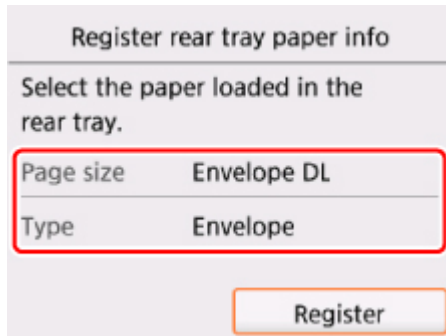 Register rear tray paper info
Select the paper loaded in the
rear tray.
Page size Envelope DL
Type Envelope
Register